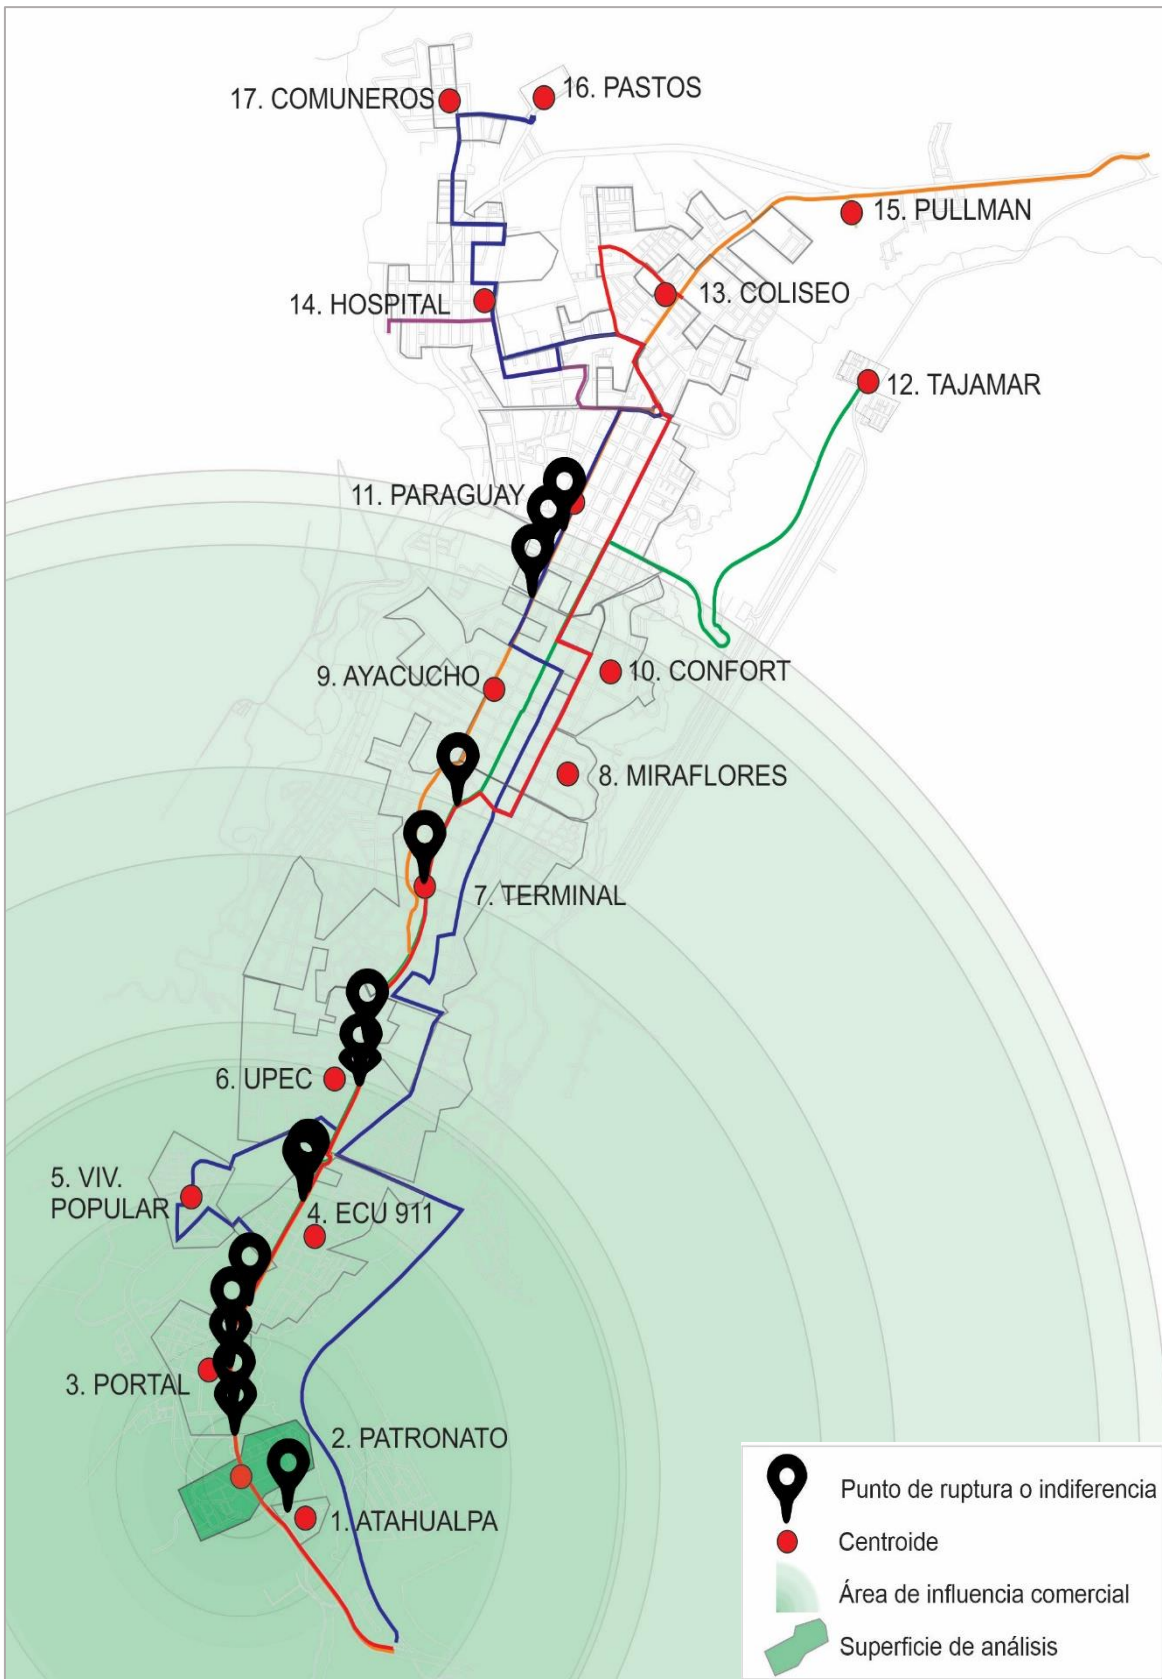 17. COMUNEROS
16. PASTOS
15. PULLMAN
14. HOSPITAL
13. COLISEO
12. TAJAMAR
11. PARAGUAY
9. AYACUCHO
10. CONFORT
8. MIRAFLORES
7. TERMINAL
6. UPEC
5. VIV.
POPULAR
4. ECU 911
3. PORTAL
2. PATRONATO
1. ATAHUALPA
Punto de ruptura o indiferencia
Centroide
Área de influencia comercial
Superficie de análisis